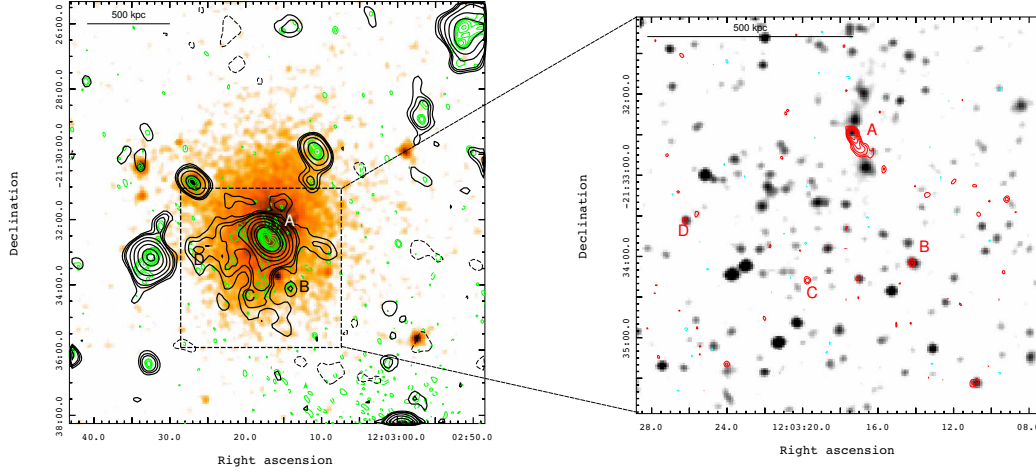 500 kpc
Declination
26:00.0
28:00.0
-21:30:00.0
32:00.0
34:00.0
36:00.0
38:00.0
A
B
C
D
40.0
30.0
20.0
10.0
12:03:00.0
02:50.0
Right ascension
500 kpc
Declination
32:00.0
-21:33:00.0
34:00.0
35:00.0
A
B
C
D
28.0
24.0
12:03:20.0
16.0
12.0
08.0
Right ascension